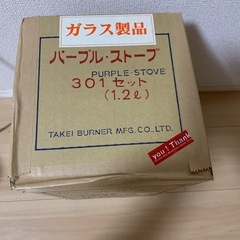 ガラス製品
パープル・ストーブ
PURPLE-STOVE
301セット
(1.2ℓ)
TAKEI BURNER MFG.CO.,LTD.
you! Thank